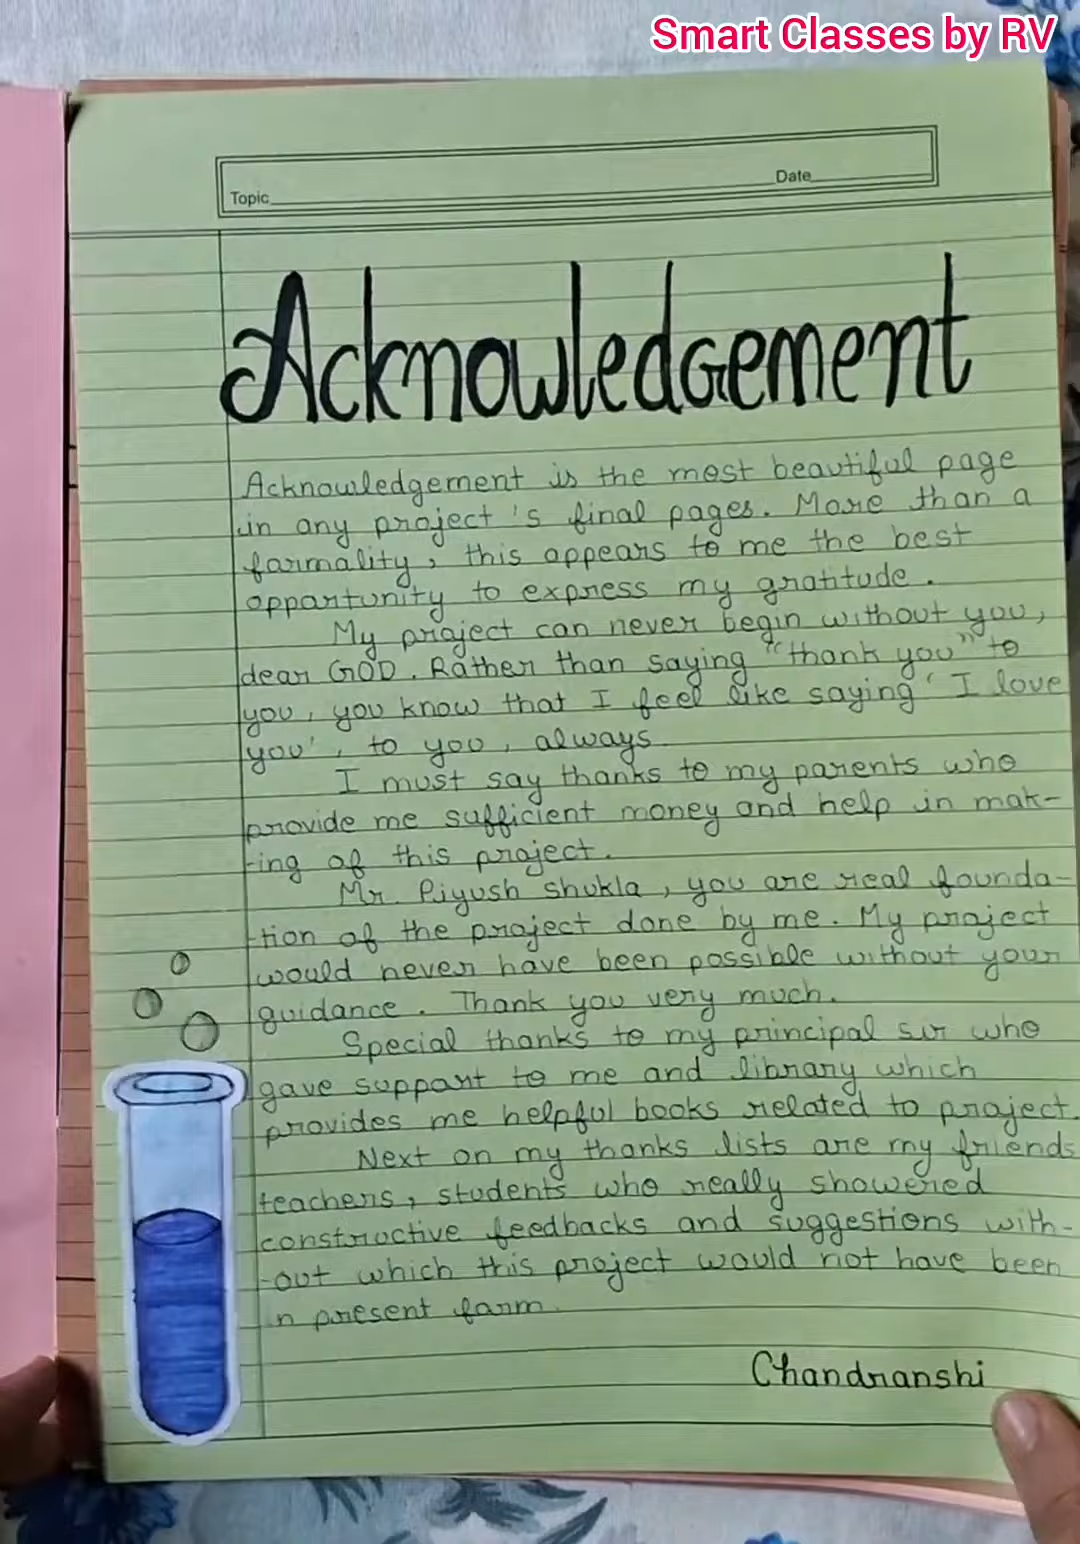 Smart Classes by RV
Topic Date
Acknowledgement
Acknowledgement is the most beautiful page
in any project's final pages. More than a
formality, this appears to me the best
opportunity to express my gratitude.
My project can never begin without you,
dear GOD. Rather than saying "thank you" to
you, you know that I feel like saying 'I love
you', to you, always.
I must say thanks to my parents who
provide me sufficient money and help in mak-
-ing of this project.
Mr. Piyush Shukla, you are real founda-
-tion of the project done by me. My project
would never have been possible without your
guidance. Thank you very much.
Special thanks to my principal sir who
gave support to me and library which
provides me helpful books related to project.
Next on my thanks lists are my friends
teachers, students who really showered
constructive feedbacks and suggestions with-
-out which this project would not have been
in present form.
Chandranshi